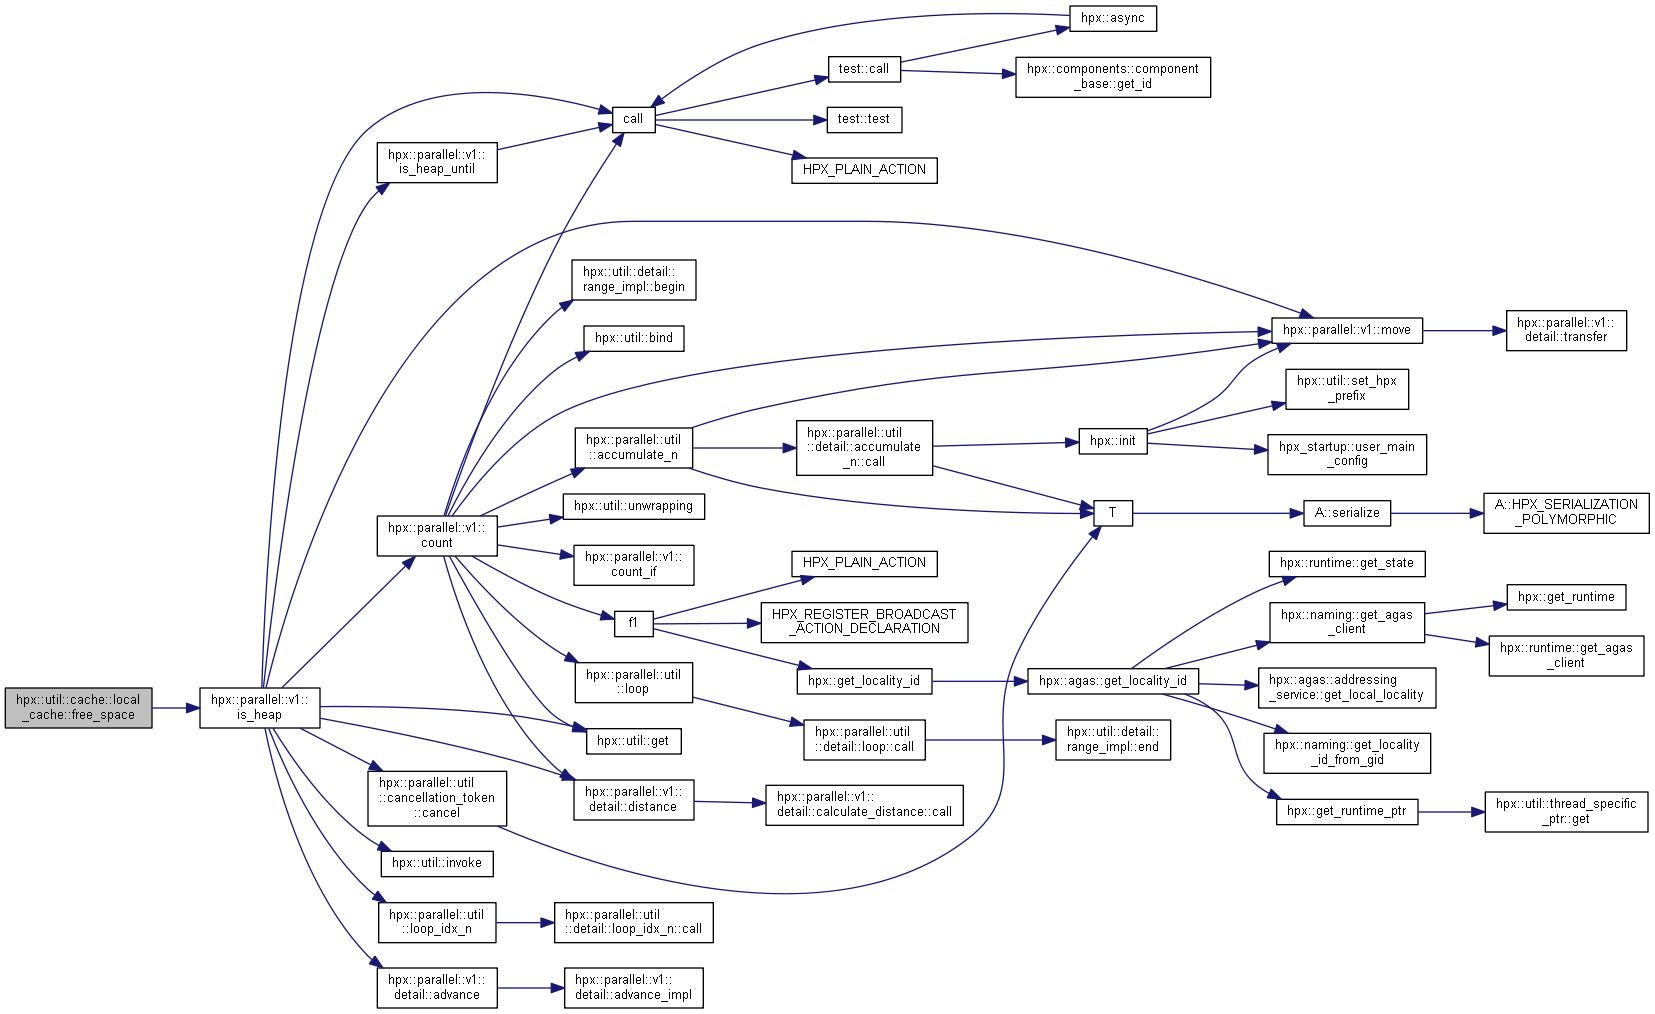 hpx::async
test::call
hpx::components::component
_base::get_id
call
test::test
hpx::parallel::v1::
is_heap_until
HPX_PLAIN_ACTION
hpx::util::detail::
range_impl::begin
hpx::util::bind
hpx::parallel::v1::move
hpx::parallel::v1::
detail::transfer
hpx::util::set_hpx
_prefix
hpx::parallel::util
::accumulate_n
hpx::parallel::util
::detail::accumulate
_n::call
hpx::init
hpx_startup::user_main
_config
hpx::util::unwrapping
hpx::parallel::v1::
count
T
A::serialize
A::HPX_SERIALIZATION
_POLYMORPHIC
hpx::parallel::v1::
count_if
HPX_PLAIN_ACTION
hpx::runtime::get_state
f1
HPX_REGISTER_BROADCAST
_ACTION_DECLARATION
hpx::naming::get_agas
_client
hpx::get_runtime
hpx::runtime::get_agas
_client
hpx::parallel::util
::loop
hpx::get_locality_id
hpx::agas::get_locality_id
hpx::agas::addressing
_service::get_local_locality
hpx::util::cache::local
_cache::free_space
hpx::parallel::v1::
is_heap
hpx::util::get
hpx::parallel::util
::detail::loop::call
hpx::util::detail::
range_impl::end
hpx::naming::get_locality
_id_from_gid
hpx::parallel::util
::cancellation_token
::cancel
hpx::parallel::v1::
detail::distance
hpx::parallel::v1::
detail::calculate_distance::call
hpx::get_runtime_ptr
hpx::util::thread_specific
_ptr::get
hpx::util::invoke
hpx::parallel::util
::loop_idx_n
hpx::parallel::util
::detail::loop_idx_n::call
hpx::parallel::v1::
detail::advance
hpx::parallel::v1::
detail::advance_impl